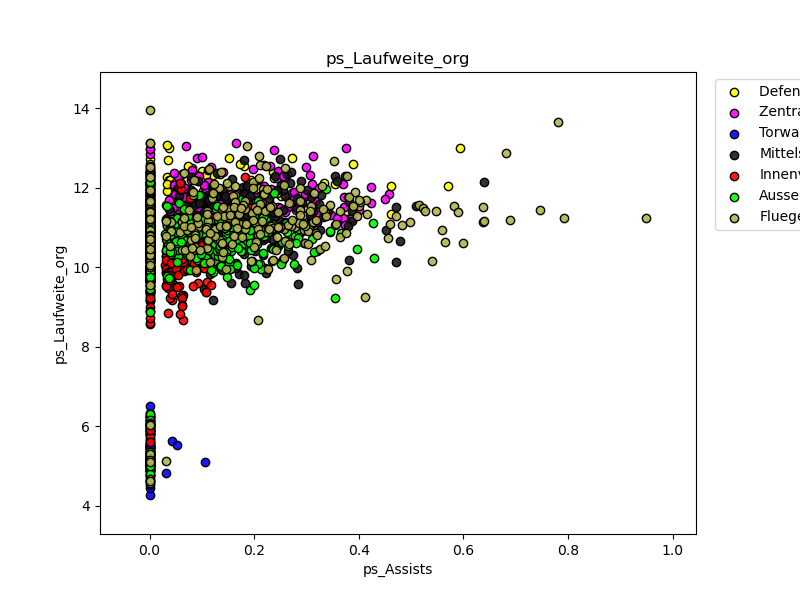 ps_Laufweite_org
14
12
10
8
6
4
ps_Laufweite_org
0.0 0.2 0.4 0.6 0.8 1.0
ps_Assists
Defen
Zentra
Torwa
Mittels
Innenv
Ausse
Fluege